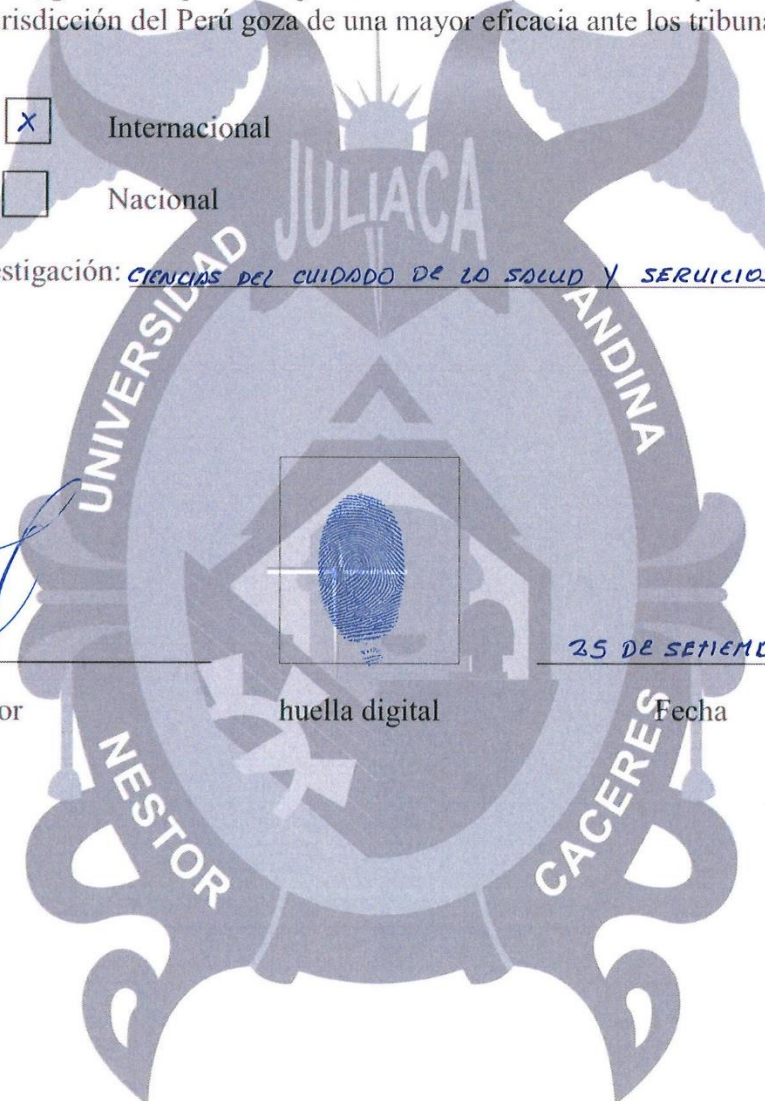 risdicción del Perú goza de una mayor eficacia ante los tribuna
JULIACA
X Internacional
Nacional
estigación: CIENCIAS DEL CUIDADO DE LA SALUD Y SERVICIOS
UNIVERSIDAD
ANDINA
25 DE SETIEMB
or
huella digital
Fecha
NESTOR
CACERES